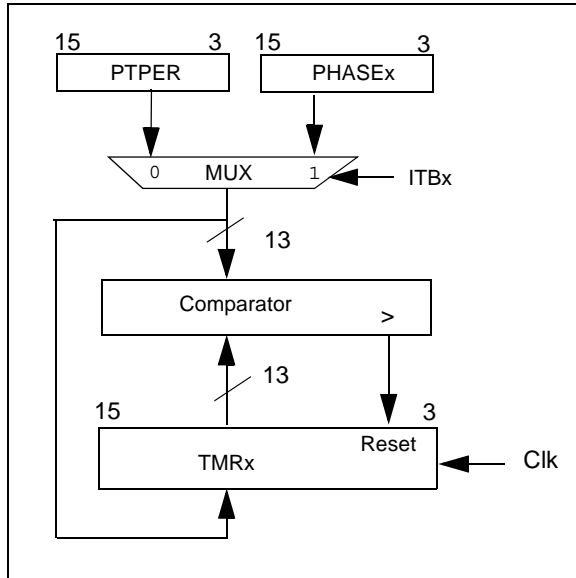 15 3 15 3
PTPER PHASEx
0 MUX 1
ITBx
13
Comparator
>
13
15 3
Reset
TMRx
Clk